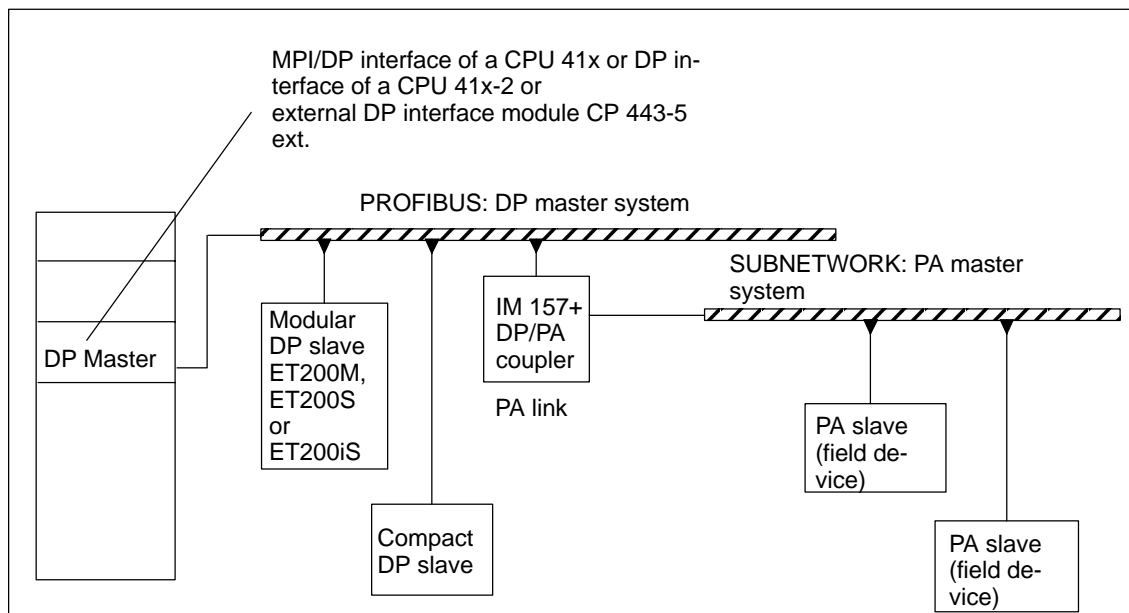 MPI/DP interface of a CPU 41x or DP in-
terface of a CPU 41x-2 or
external DP interface module CP 443-5
ext.
PROFIBUS: DP master system
SUBNETWORK: PA master
system
DP Master
Modular
DP slave
ET200M,
ET200S
or
ET200iS
IM 157+
DP/PA
coupler
PA link
Compact
DP slave
PA slave
(field de-
vice)
PA slave
(field de-
vice)